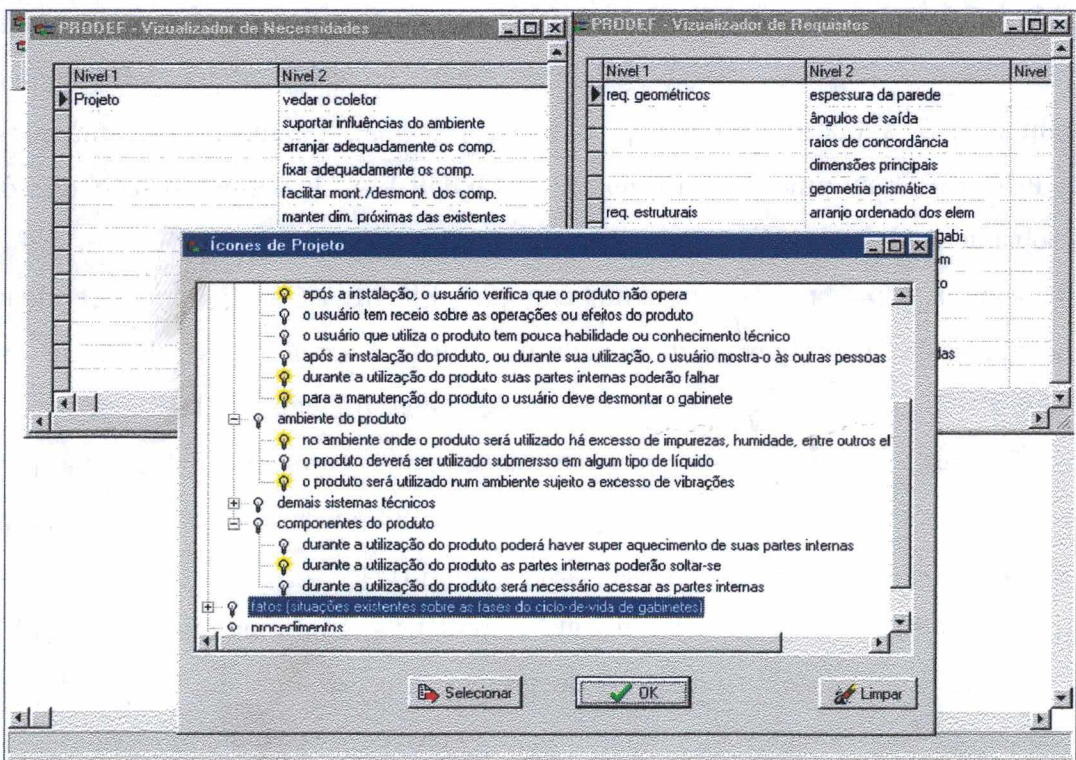 PRODEF - Vizualizador de Necessidades
Nivel 1 Nivel 2
Projeto vedar o coletor
suportar influências do ambiente
arranjar adequadamente os comp.
fixar adequadamente os comp.
facilitar mont./desmont. dos comp.
manter dim. próximas das existentes
PRODEF - Vizualizador de Requisitos
Nivel 1 Nivel 2 Nivel
req. geométricos espessura da parede
ângulos de saída
raios de concordância
dimensões principais
geometria prismática
req. estruturais arranjo ordenado dos elem
gabi.
Ícones de Projeto
após a instalação, o usuário verifica que o produto não opera
o usuário tem receio sobre as operações ou efeitos do produto
o usuário que utiliza o produto tem pouca habilidade ou conhecimento técnico
após a instalação do produto, ou durante sua utilização, o usuário mostra-o às outras pessoas
durante a utilização do produto suas partes internas poderão falhar
para a manutenção do produto o usuário deve desmontar o gabinete
ambiente do produto
no ambiente onde o produto será utilizado há excesso de impurezas, humidade, entre outros el
o produto deverá ser utilizado submersso em algum tipo de líquido
o produto será utilizado num ambiente sujeito a excesso de vibrações
demais sistemas técnicos
componentes do produto
durante a utilização do produto poderá haver super aquecimento de suas partes internas
durante a utilização do produto as partes internas poderão soltar-se
durante a utilização do produto será necessário acessar as partes internas
fatos (situações existentes sobre as fases do ciclo-de-vida de gabinetes)
procedimentos
Selecionar OK Limpar